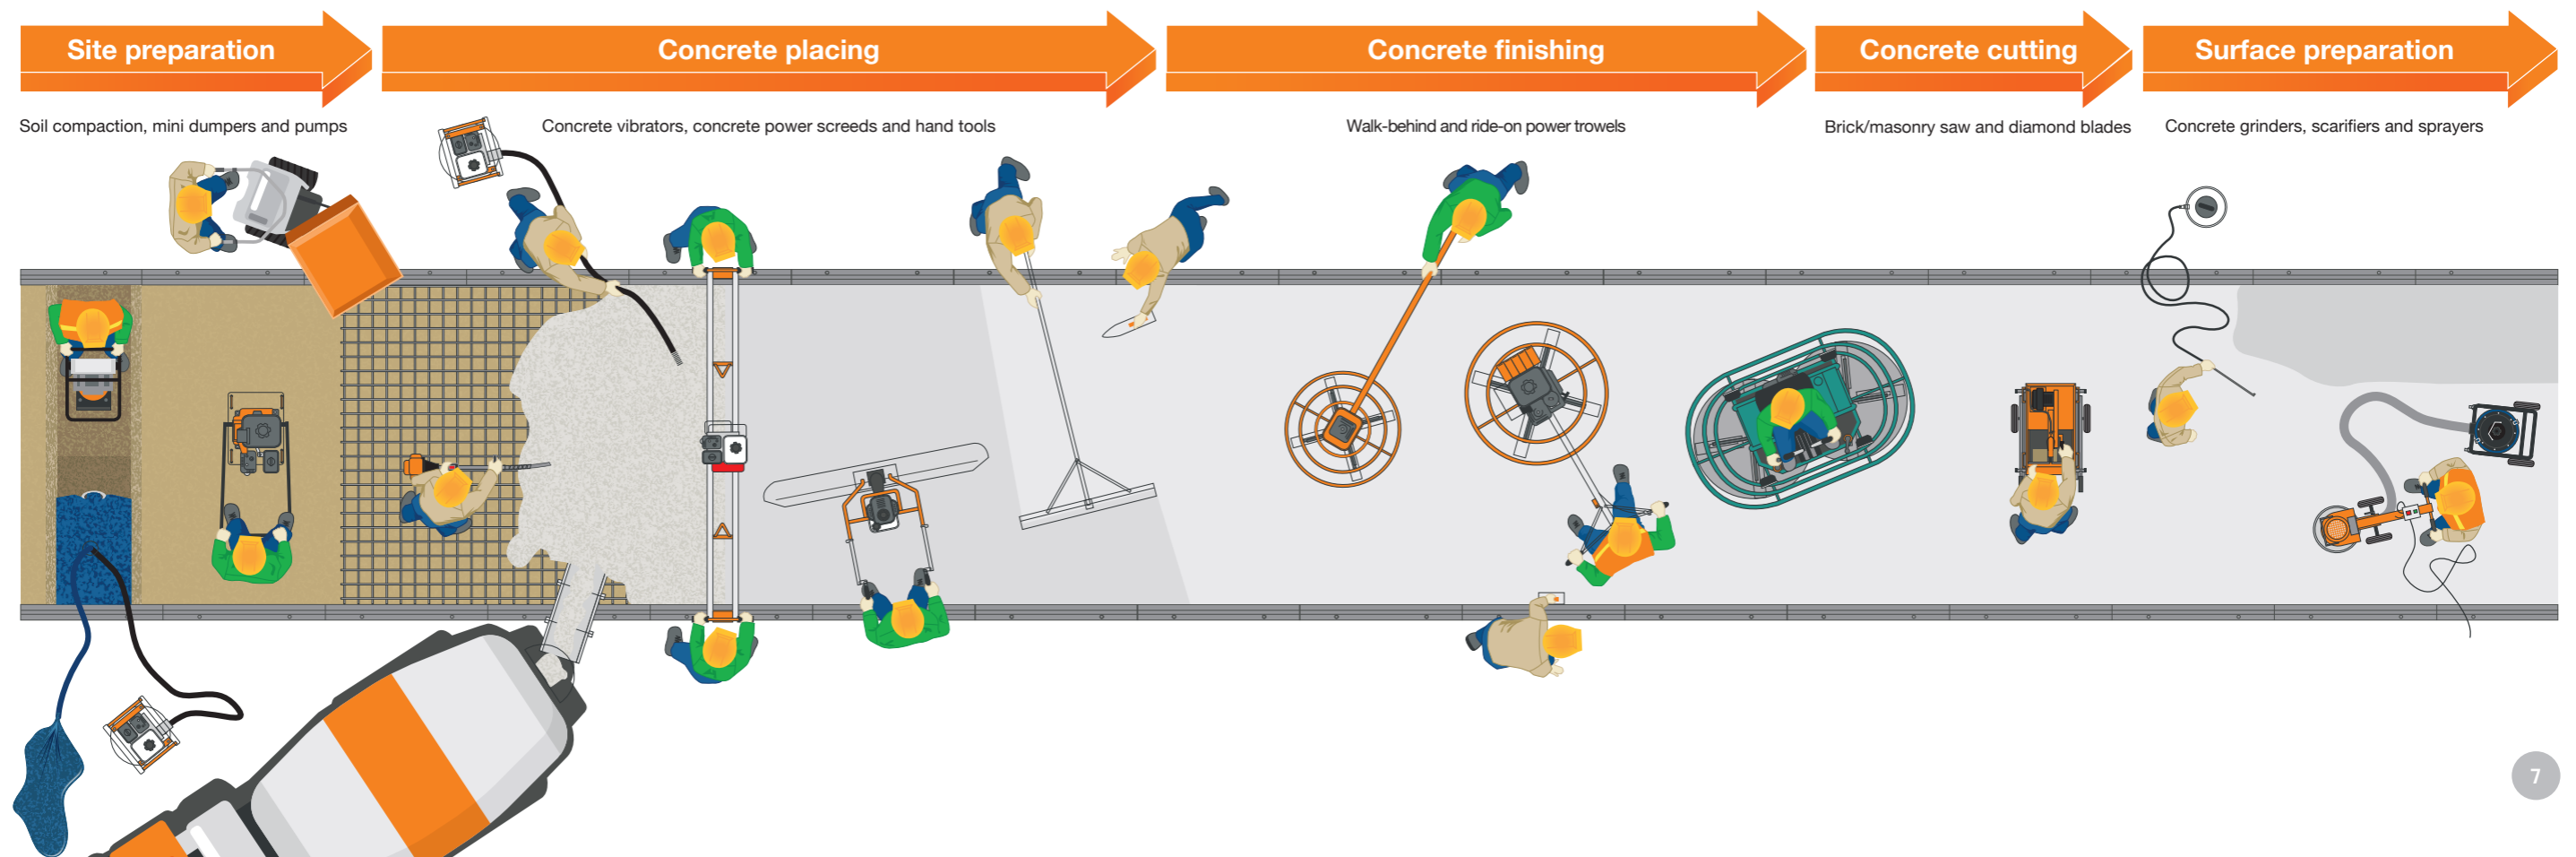 Site preparation
Concrete placing
Concrete finishing
Concrete cutting
Surface preparation
Soil compaction, mini dumpers and pumps
Concrete vibrators, concrete power screeds and hand tools
Walk-behind and ride-on power trowels
Brick/masonry saw and diamond blades
Concrete grinders, scarifiers and sprayers
7